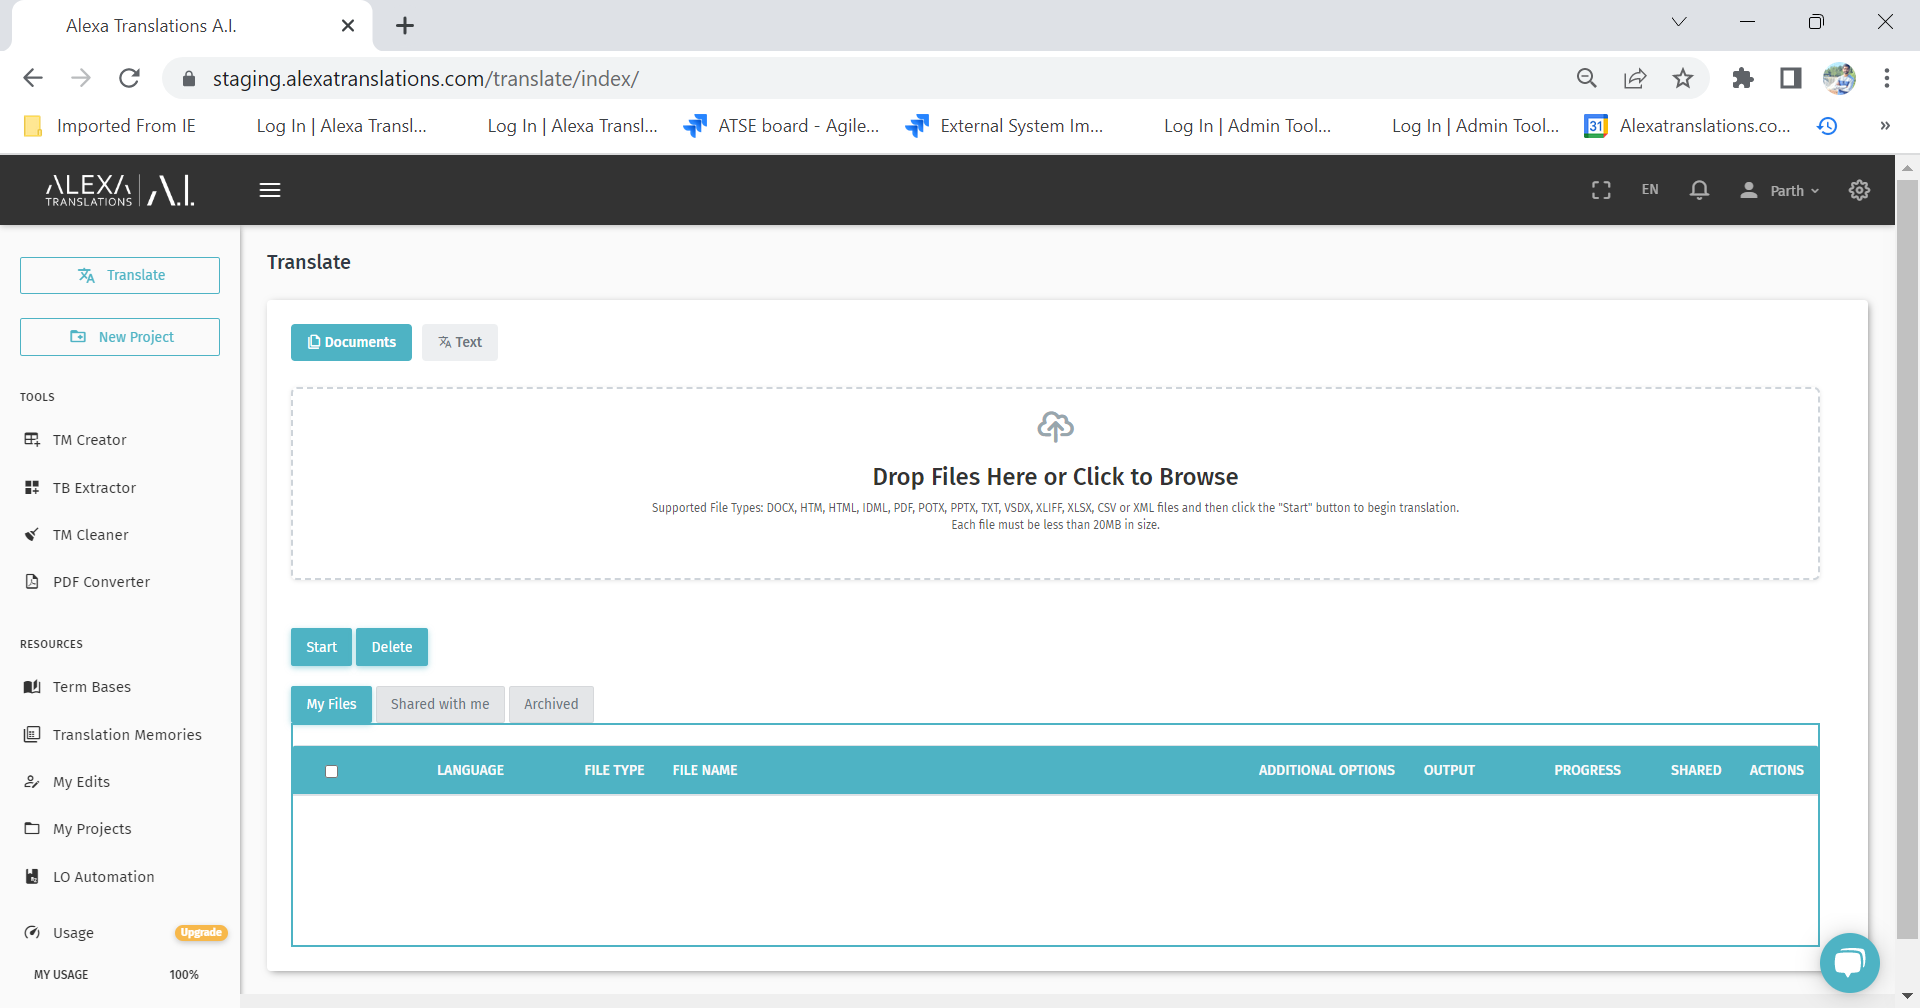 Alexa Translations A.I.
staging.alexatranslations.com/translate/index/
Imported From IE
Log In | Alexa Transl...
Log In | Alexa Transl...
ATSE board - Agile...
External System Im...
Log In | Admin Tool...
Log In | Admin Tool...
31
Alexatranslations.co...
»
ALEXA TRANSLATIONS A.I.
EN
Parth
Translate
New Project
TOOLS
TM Creator
TB Extractor
TM Cleaner
PDF Converter
RESOURCES
Term Bases
Translation Memories
My Edits
My Projects
LO Automation
Usage Upgrade
MY USAGE 100%
Translate
Documents Text
Drop Files Here or Click to Browse
Supported File Types: DOCX, HTM, HTML, IDML, PDF, POTX, PPTX, TXT, VSDX, XLIFF, XLSX, CSV or XML files and then click the "Start" button to begin translation.
Each file must be less than 20MB in size.
Start Delete
My Files Shared with me Archived
LANGUAGE FILE TYPE FILE NAME ADDITIONAL OPTIONS OUTPUT PROGRESS SHARED ACTIONS